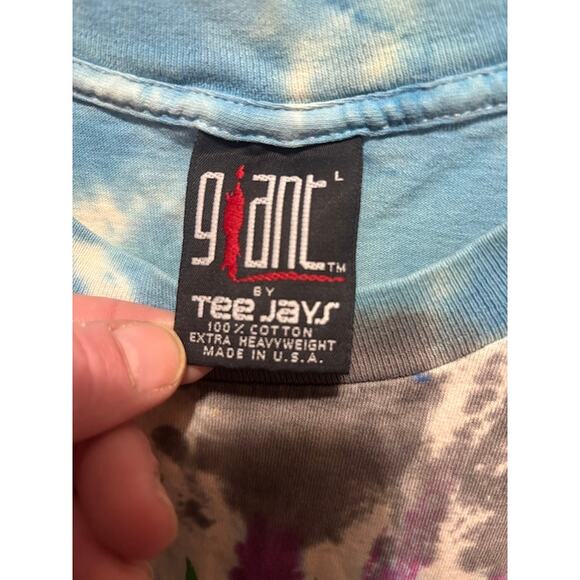 giant L
TM
BY
Tee Jays
100% COTTON
EXTRA HEAVYWEIGHT
MADE IN U.S.A.